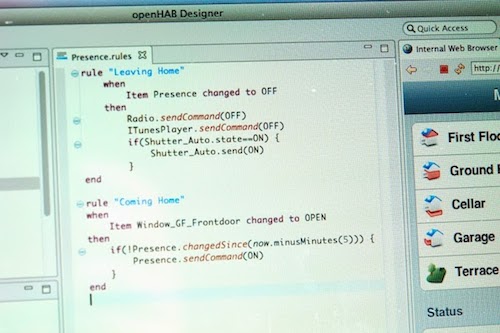 openHAB Designer
Quick Access
Presence.rules
Internal Web Browser
http://
rule "Leaving Home"
when
Item Presence changed to OFF
then
Radio.sendCommand(OFF)
ITunesPlayer.sendCommand(OFF)
if(Shutter_Auto.state==ON) {
Shutter_Auto.send(ON)
}
end
rule "Coming Home"
when
Item Window_GF_Frontdoor changed to OPEN
then
if(!Presence.changedSince(now.minusMinutes(5))) {
Presence.sendCommand(ON)
}
end
First Floo
Ground
Cellar
Garage
Terrace
Status